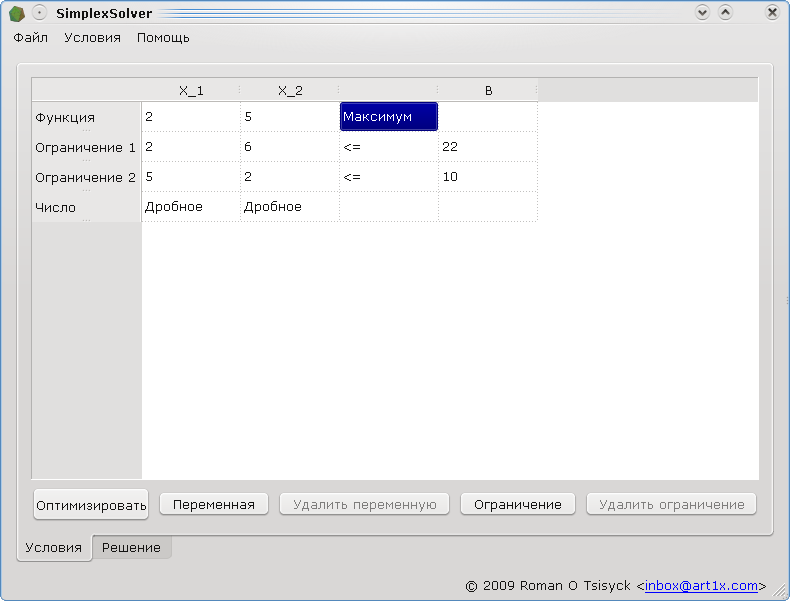 SimplexSolver
Файл Условия Помощь
X_1 X_2 B
Функция 2 5 Максимум
Ограничение 1 2 6 <= 22
Ограничение 2 5 2 <= 10
Число Дробное Дробное
Оптимизировать Переменная Удалить переменную Ограничение Удалить ограничение
Условия Решение
© 2009 Roman O Tsisyck <inbox@art1x.com>